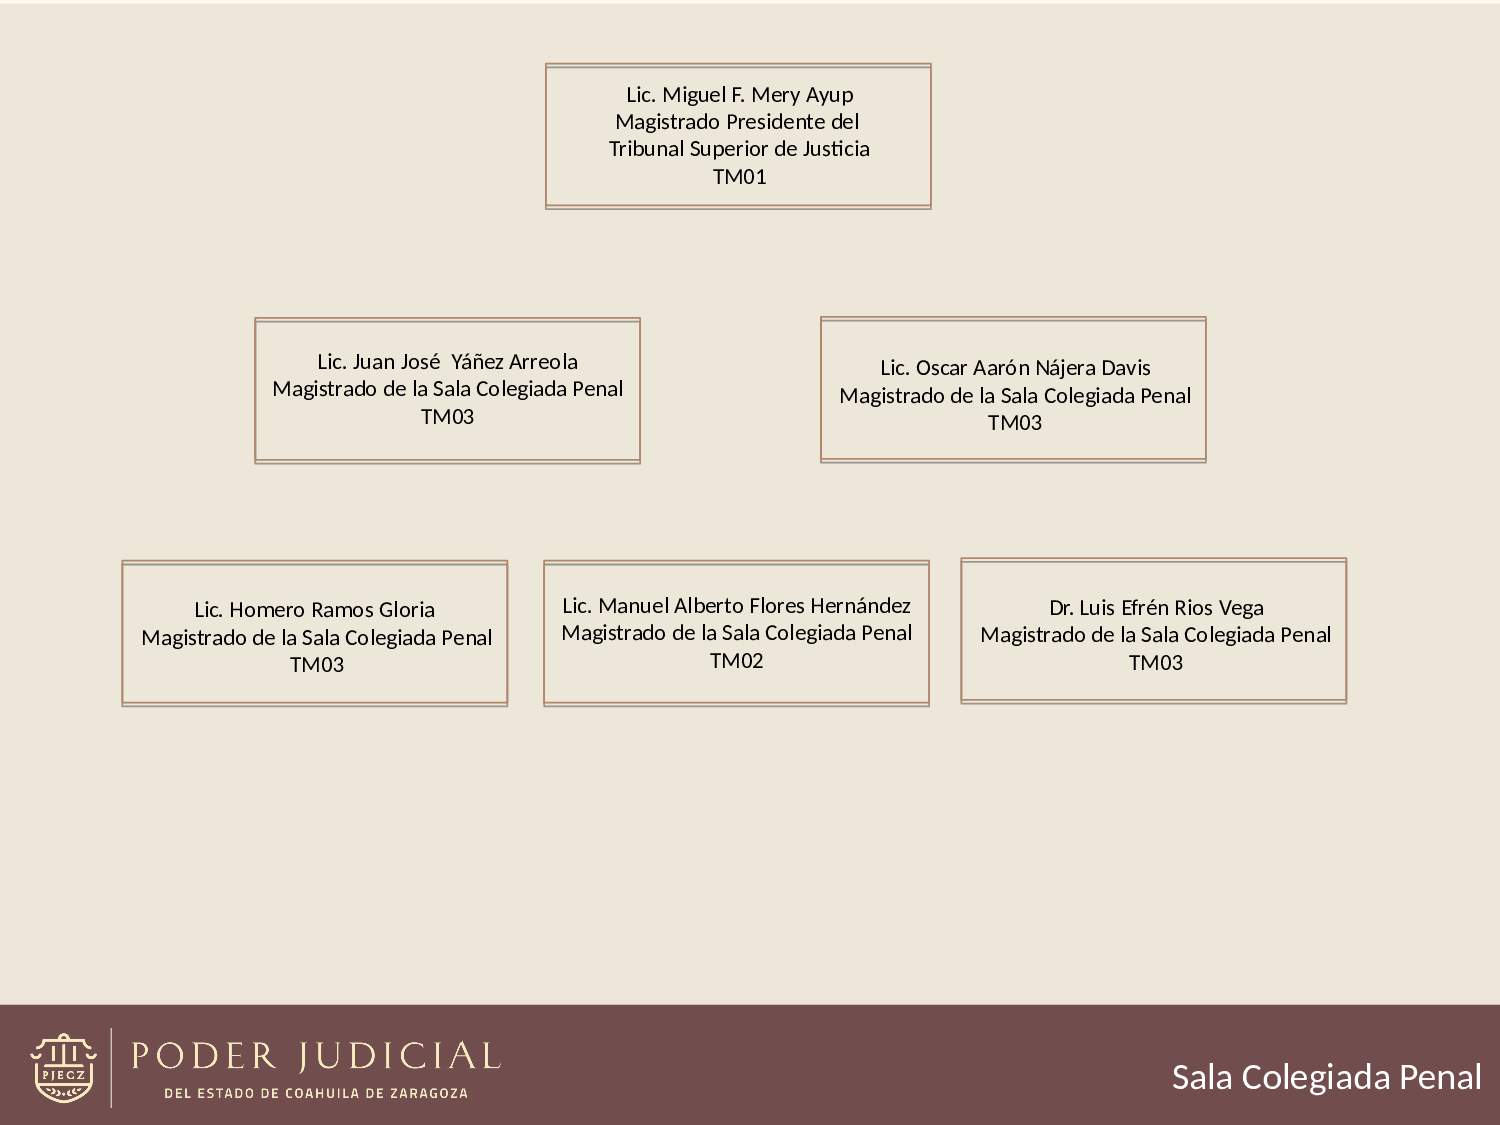 Lic. Miguel F. Mery Ayup
Magistrado Presidente del
Tribunal Superior de Justicia
TM01
Lic. Juan José Yáñez Arreola
Magistrado de la Sala Colegiada Penal
TM03
Lic. Oscar Aarón Nájera Davis
Magistrado de la Sala Colegiada Penal
TM03
Lic. Homero Ramos Gloria
Magistrado de la Sala Colegiada Penal
TM03
Lic. Manuel Alberto Flores Hernández
Magistrado de la Sala Colegiada Penal
TM02
Dr. Luis Efrén Rios Vega
Magistrado de la Sala Colegiada Penal
TM03
PJECZ
PODER JUDICIAL
DEL ESTADO DE COAHUILA DE ZARAGOZA
Sala Colegiada Penal